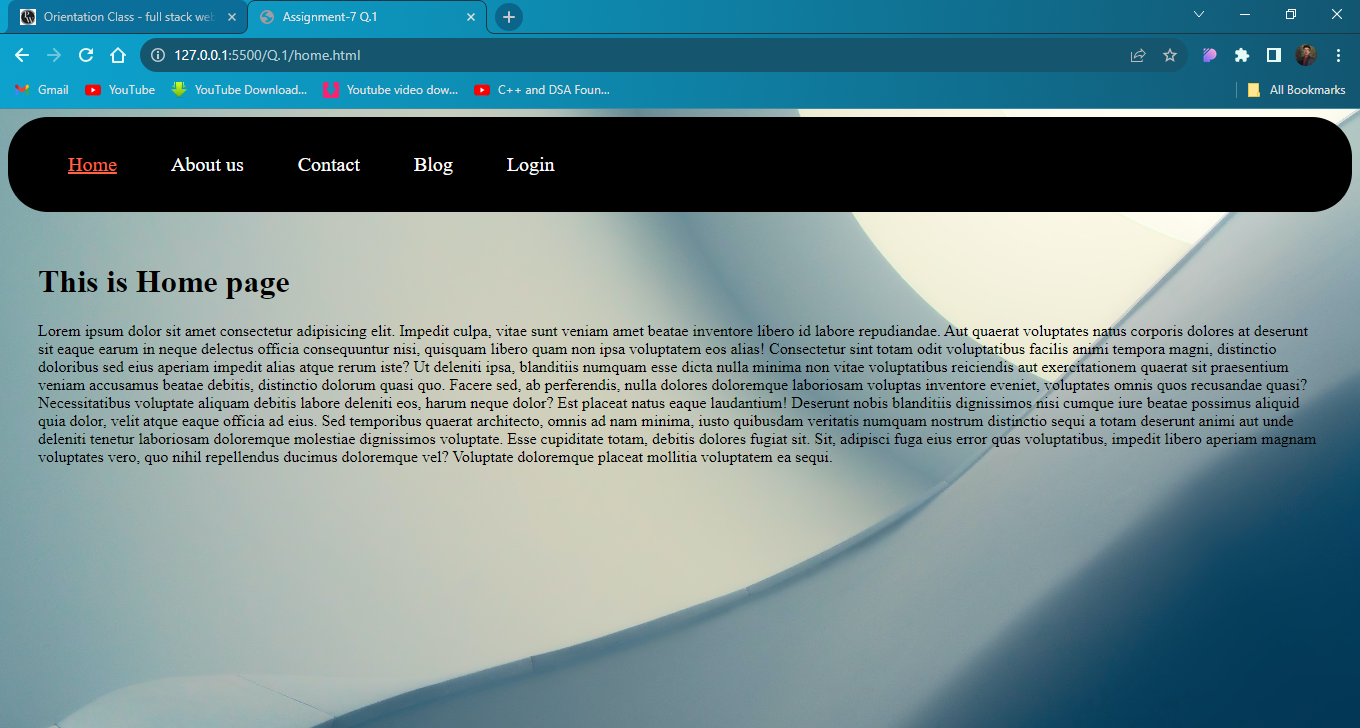 Orientation Class - full stack web
Assignment-7 Q.1
127.0.0.1:5500/Q.1/home.html
Gmail
YouTube
YouTube Download...
Youtube video dow...
C++ and DSA Foun...
All Bookmarks
Home
About us
Contact
Blog
Login
This is Home page
Lorem ipsum dolor sit amet consectetur adipisicing elit. Impedit culpa, vitae sunt veniam amet beatae inventore libero id labore repudiandae. Aut quaerat voluptates natus corporis dolores at deserunt
sit eaque earum in neque delectus officia consequuntur nisi, quisquam libero quam non ipsa voluptatem eos alias! Consectetur sint totam odit voluptatibus facilis animi tempora magni, distinctio
doloribus sed eius aperiam impedit alias atque rerum iste? Ut deleniti ipsa, blanditiis numquam esse dicta nulla minima non vitae voluptatibus reiciendis aut exercitationem quaerat sit praesentium
veniam accusamus beatae debitis, distinctio dolorum quasi quo. Facere sed, ab perferendis, nulla dolores doloremque laboriosam voluptas inventore eveniet, voluptates omnis quos recusandae quasi?
Necessitatibus voluptate aliquam debitis labore deleniti eos, harum neque dolor? Est placeat natus eaque laudantium! Deserunt nobis blanditiis dignissimos nisi cumque iure beatae possimus aliquid
quia dolor, velit atque eaque officia ad eius. Sed temporibus quaerat architecto, omnis ad nam minima, iusto quibusdam veritatis numquam nostrum distinctio sequi a totam deserunt animi aut unde
deleniti tenetur laboriosam doloremque molestiae dignissimos voluptate. Esse cupiditate totam, debitis dolores fugiat sit. Sit, adipisci fuga eius error quas voluptatibus, impedit libero aperiam magnam
voluptates vero, quo nihil repellendus ducimus doloremque vel? Voluptate doloremque placeat mollitia voluptatem ea sequi.